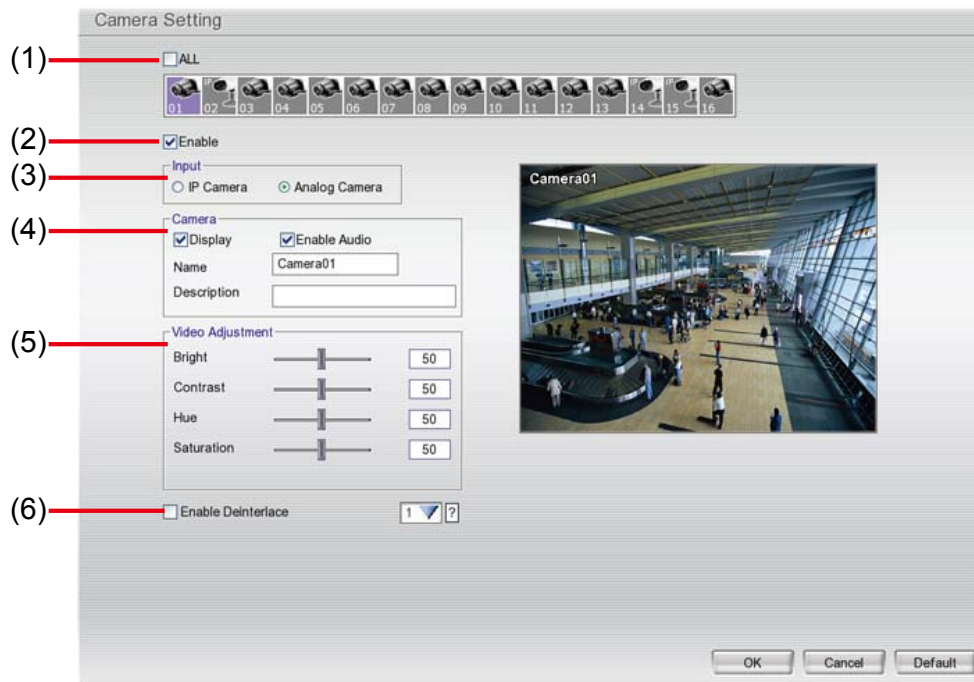 Camera Setting
(1) ALL
01 IP 02 03 04 05 06 07 08 09 10 11 12 13 IP 14 IP 15 16
(2) Enable
Input
(3) IP Camera Analog Camera
Camera
(4) Display Enable Audio
Name Camera01
Description
Video Adjustment
(5)
Bright 50
Contrast 50
Hue 50
Saturation 50
(6) Enable Deinterlace 1 ?
Camera01
OK Cancel Default